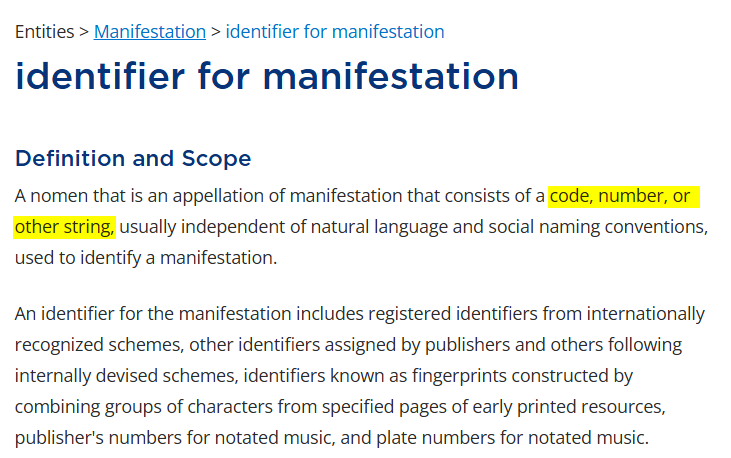 Entities > Manifestation > identifier for manifestation
identifier for manifestation
Definition and Scope
A nomen that is an appellation of manifestation that consists of a code, number, or
other string, usually independent of natural language and social naming conventions,
used to identify a manifestation.
An identifier for the manifestation includes registered identifiers from internationally
recognized schemes, other identifiers assigned by publishers and others following
internally devised schemes, identifiers known as fingerprints constructed by
combining groups of characters from specified pages of early printed resources,
publisher's numbers for notated music, and plate numbers for notated music.